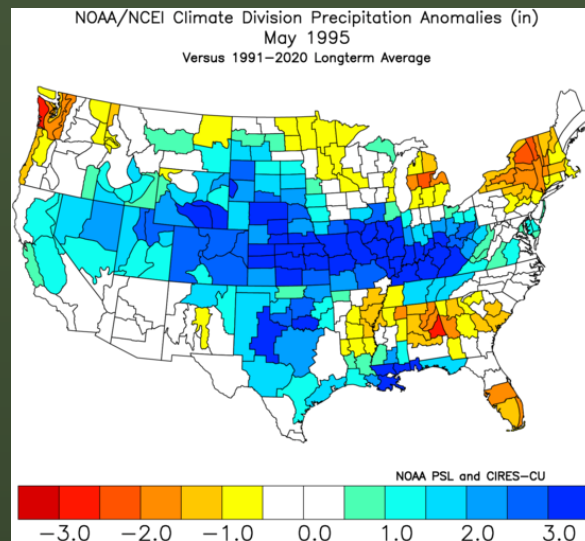 NOAA/NCEI Climate Division Precipitation Anomalies (in)
May 1995
Versus 1991-2020 Longterm Average
NOAA PSL and CIRES-CU
-3.0 -2.0 -1.0 0.0 1.0 2.0 3.0